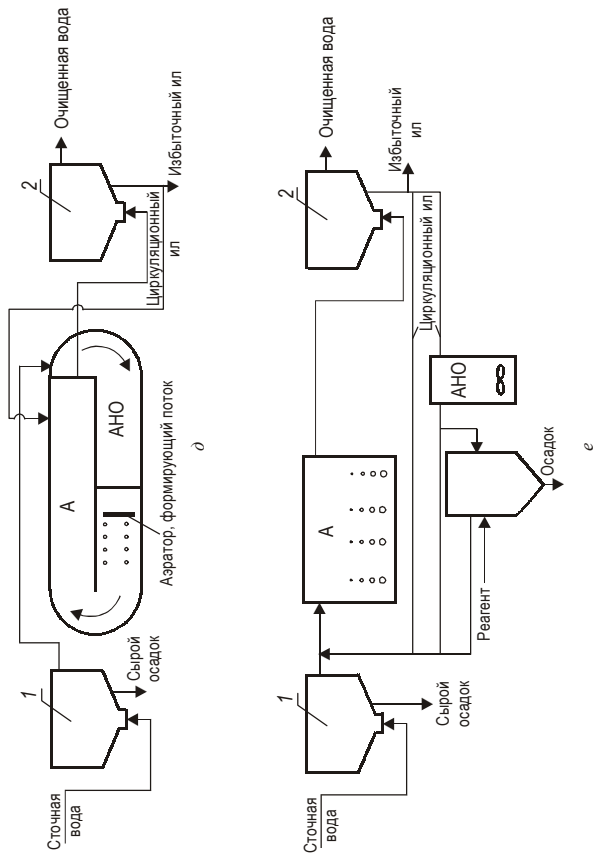 Сточная
вода
1
Сырой
осадок
А
АНО
Аэратор, формирующий поток
2
Очищенная вода
Избыточный ил
Циркуляционный
ил
д
Сточная
вода
1
Сырой
осадок
А
Реагент
Осадок
АНО
Циркуляционный ил
2
Очищенная вода
Избыточный
ил
е